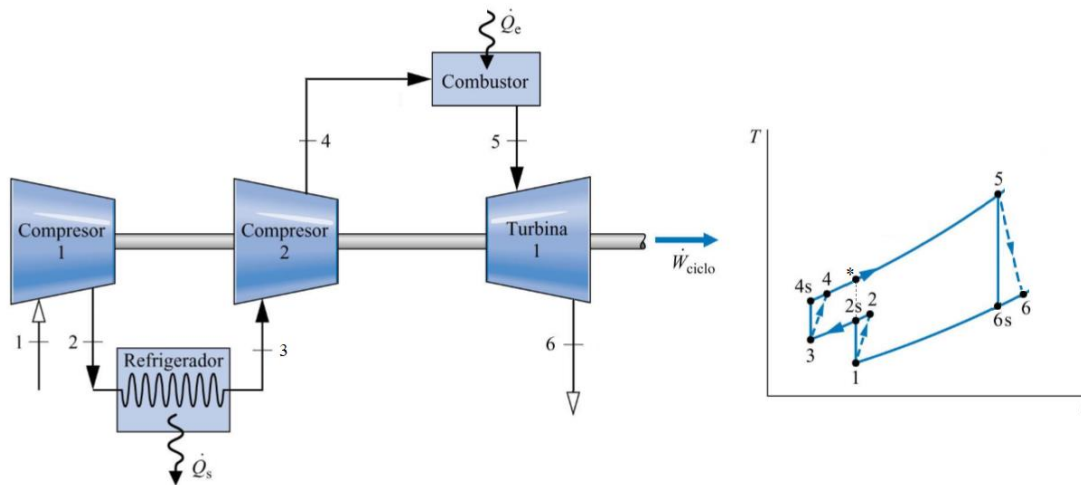 Q̇e
Combustor
4
5
Compresor
1
Compresor
2
Turbina
1
Ẇciclo
1
2
3
6
Refrigerador
Q̇s
T
5
*
4s
4
2s
2
3
1
6s
6